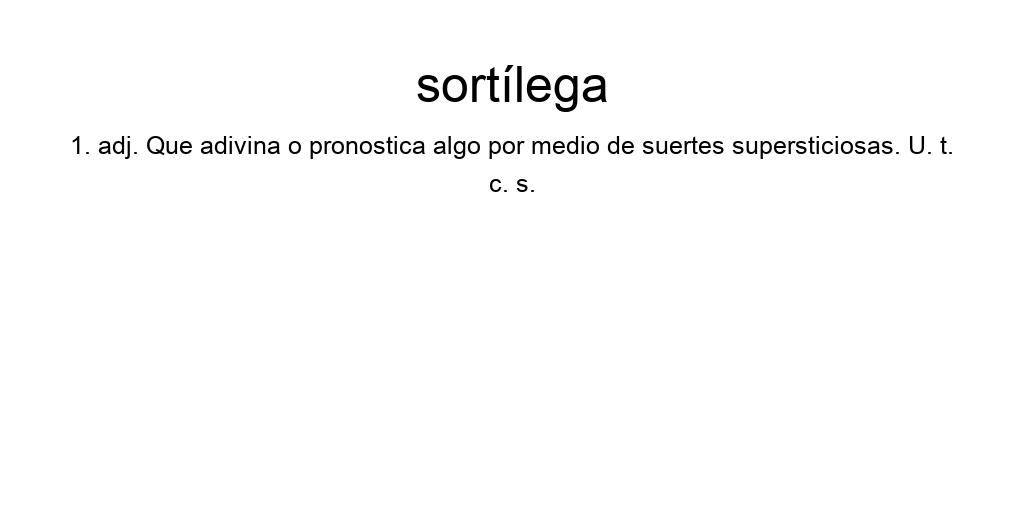 sortílega
1. adj. Que adivina o pronostica algo por medio de suertes supersticiosas. U. t.
c. s.